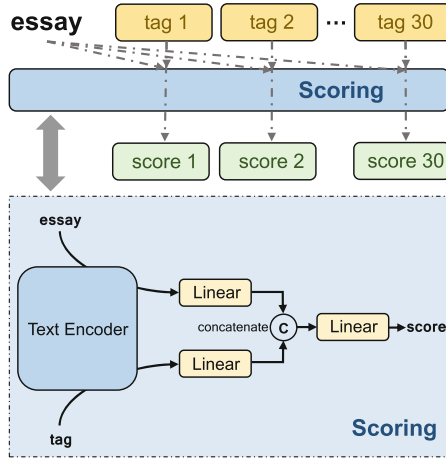 essay tag 1 tag 2 ··· tag 30
Scoring
score 1 score 2 score 30
essay
Text Encoder
Linear
concatenate C Linear score
Linear
tag
Scoring